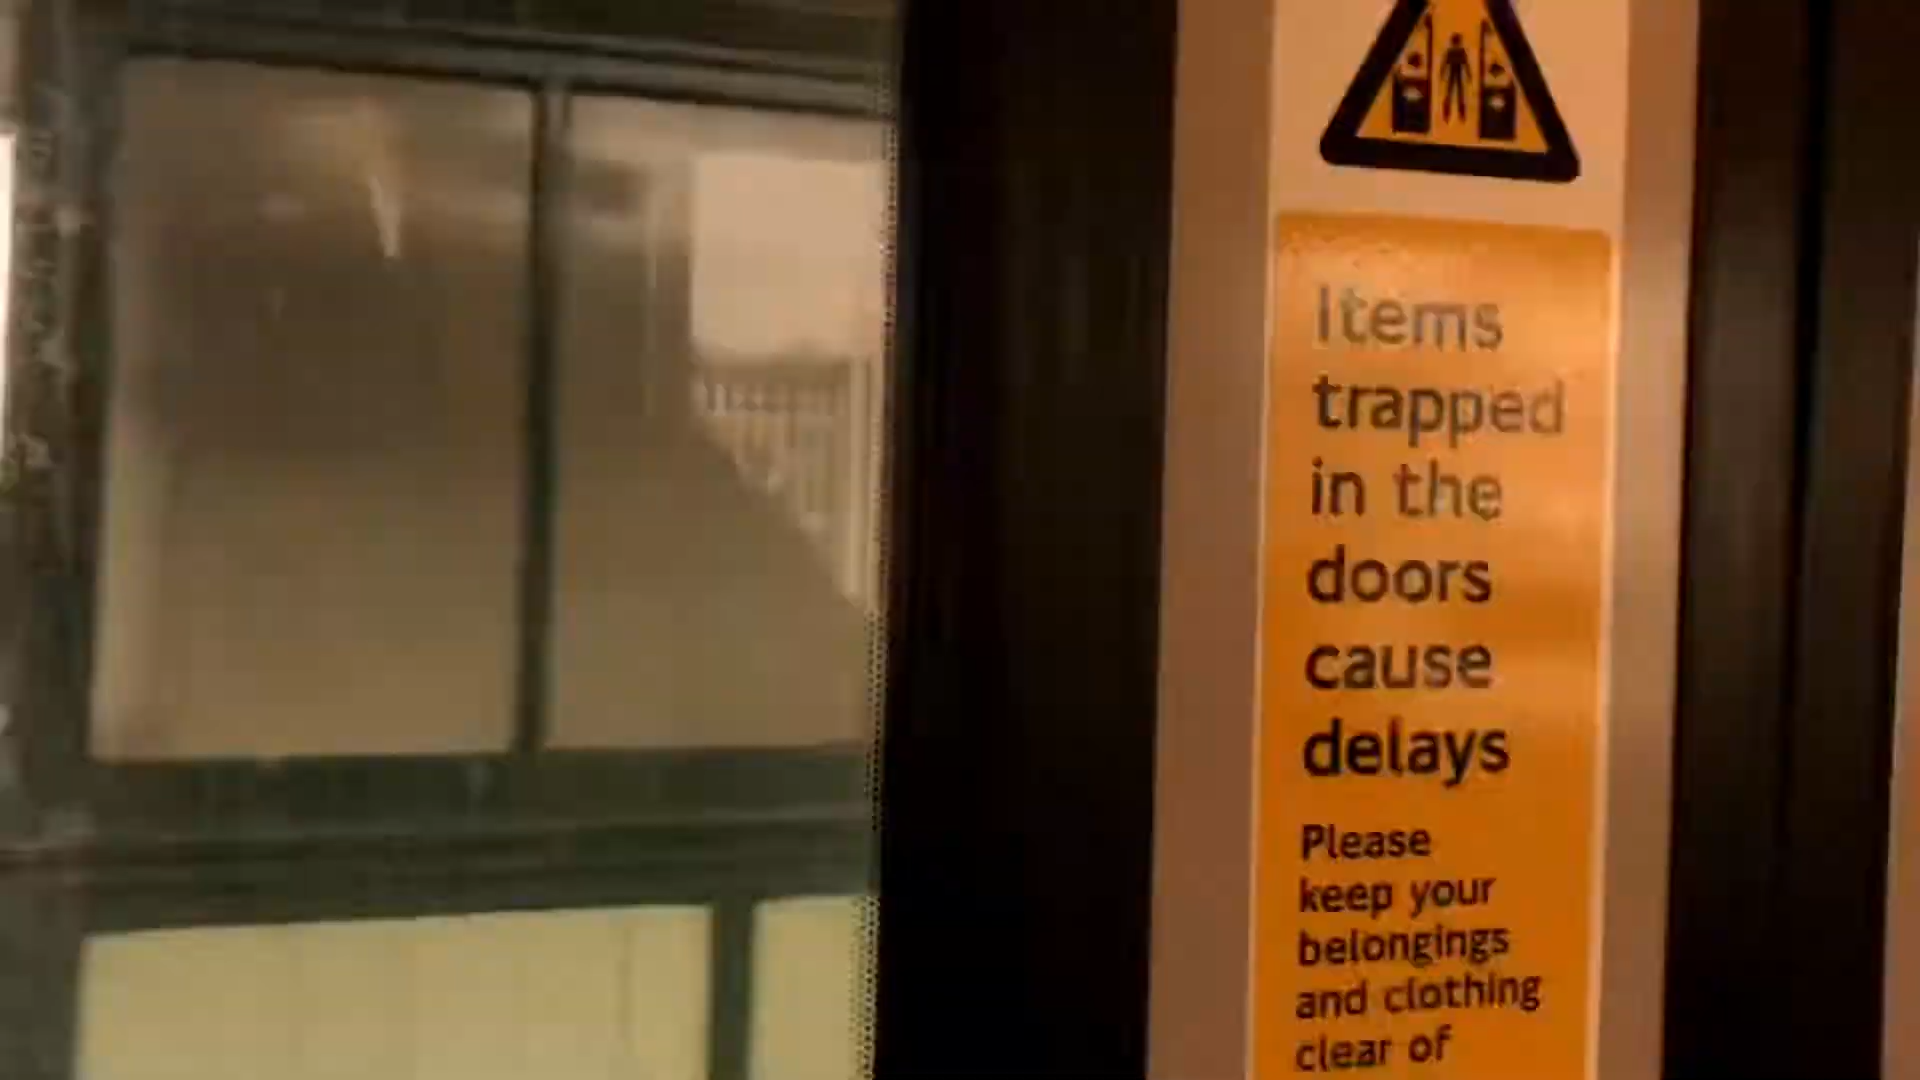 Items
trapped
in the
doors
cause
delays
Please
keep your
belongings
and clothing
clear of